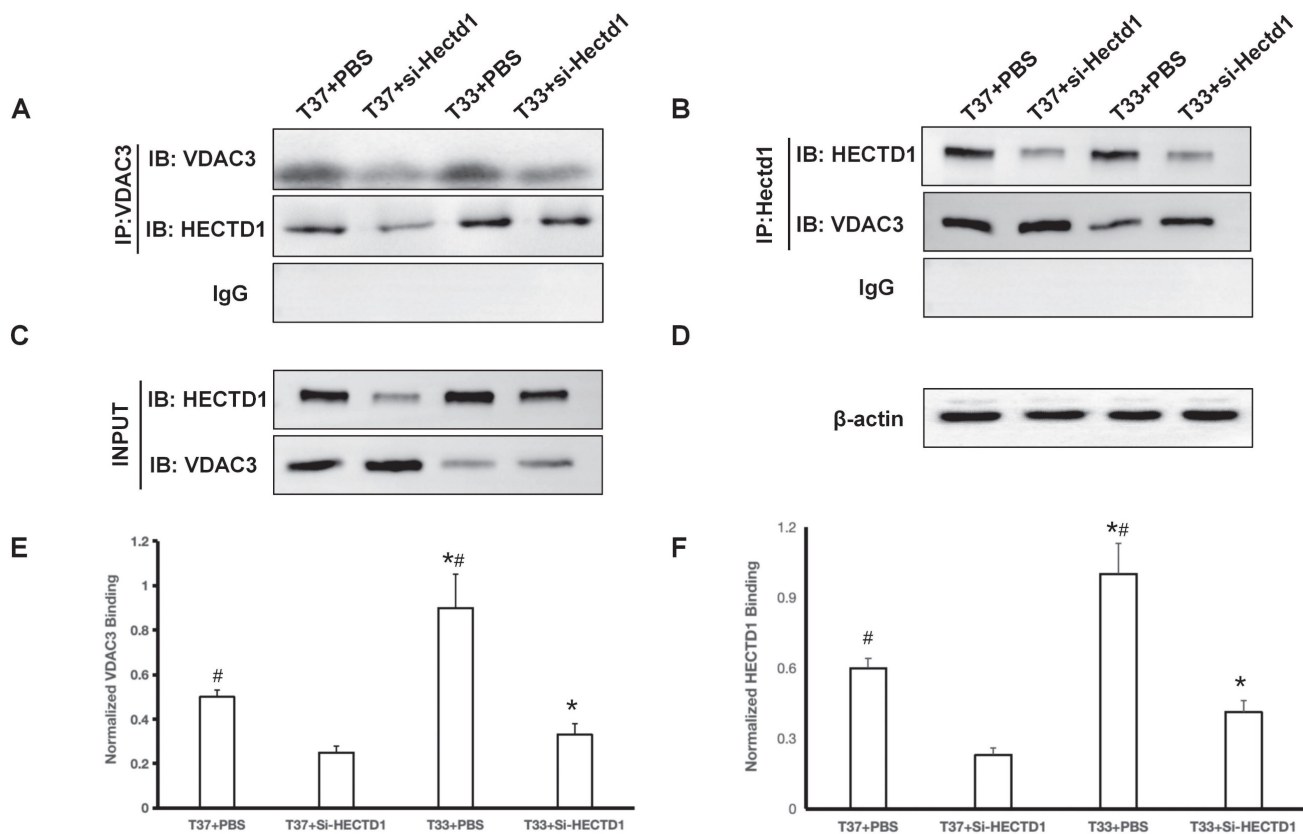 A
T37+PBS
T37+si-Hectd1
T33+PBS
T33+si-Hectd1
IP:VDAC3
IB: VDAC3
IB: HECTD1
IgG
B
T37+PBS
T37+si-Hectd1
T33+PBS
T33+si-Hectd1
IP:Hectd1
IB: HECTD1
IB: VDAC3
IgG
C
INPUT
IB: HECTD1
IB: VDAC3
D
β-actin
E
Normalized VDAC3 Binding
1.2
1
0.8
0.6
0.4
0.2
0
#
*#
*
T37+PBS
T37+Si-HECTD1
T33+PBS
T33+Si-HECTD1
F
Normalized HECTD1 Binding
1.2
0.9
0.6
0.3
0
#
*#
*
T37+PBS
T37+Si-HECTD1
T33+PBS
T33+Si-HECTD1